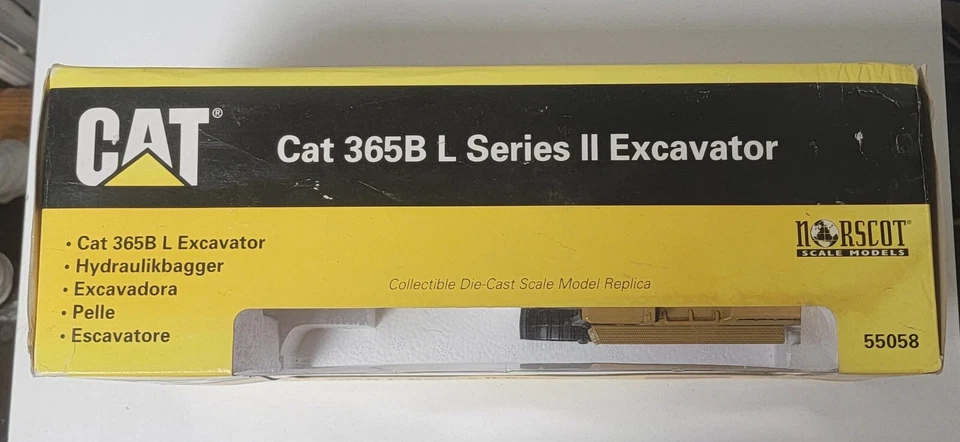 CAT®
Cat 365B L Series II Excavator
• Cat 365B L Excavator
• Hydraulikbagger
• Excavadora
• Pelle
• Escavatore
Collectible Die-Cast Scale Model Replica
NORSCOT®
SCALE MODELS
55058